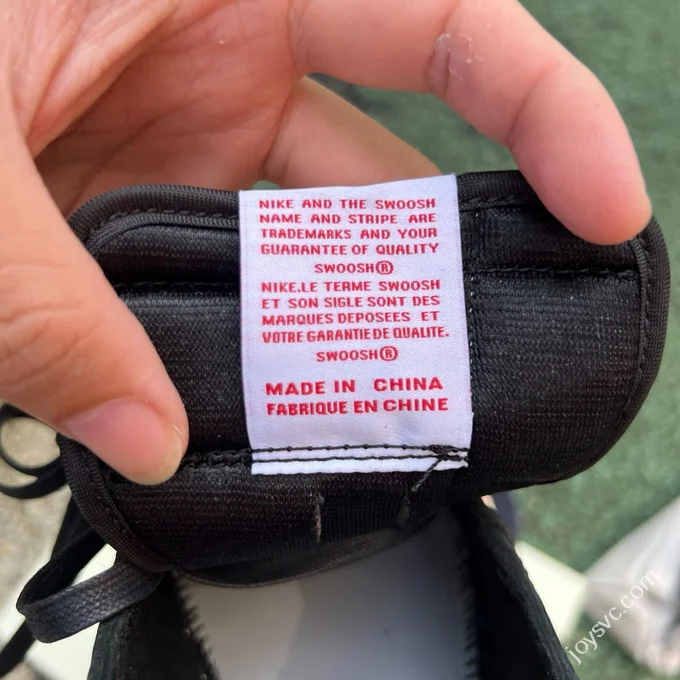 NIKE AND THE SWOOSH
NAME AND STRIPE ARE
TRADEMARKS AND YOUR
GUARANTEE OF QUALITY
SWOOSH®
NIKE.LE TERME SWOOSH
ET SON SIGLE SONT DES
MARQUES DEPOSEES ET
VOTRE GARANTIE DE QUALITE.
SWOOSH®
MADE IN CHINA
FABRIQUE EN CHINE
joysvc.com